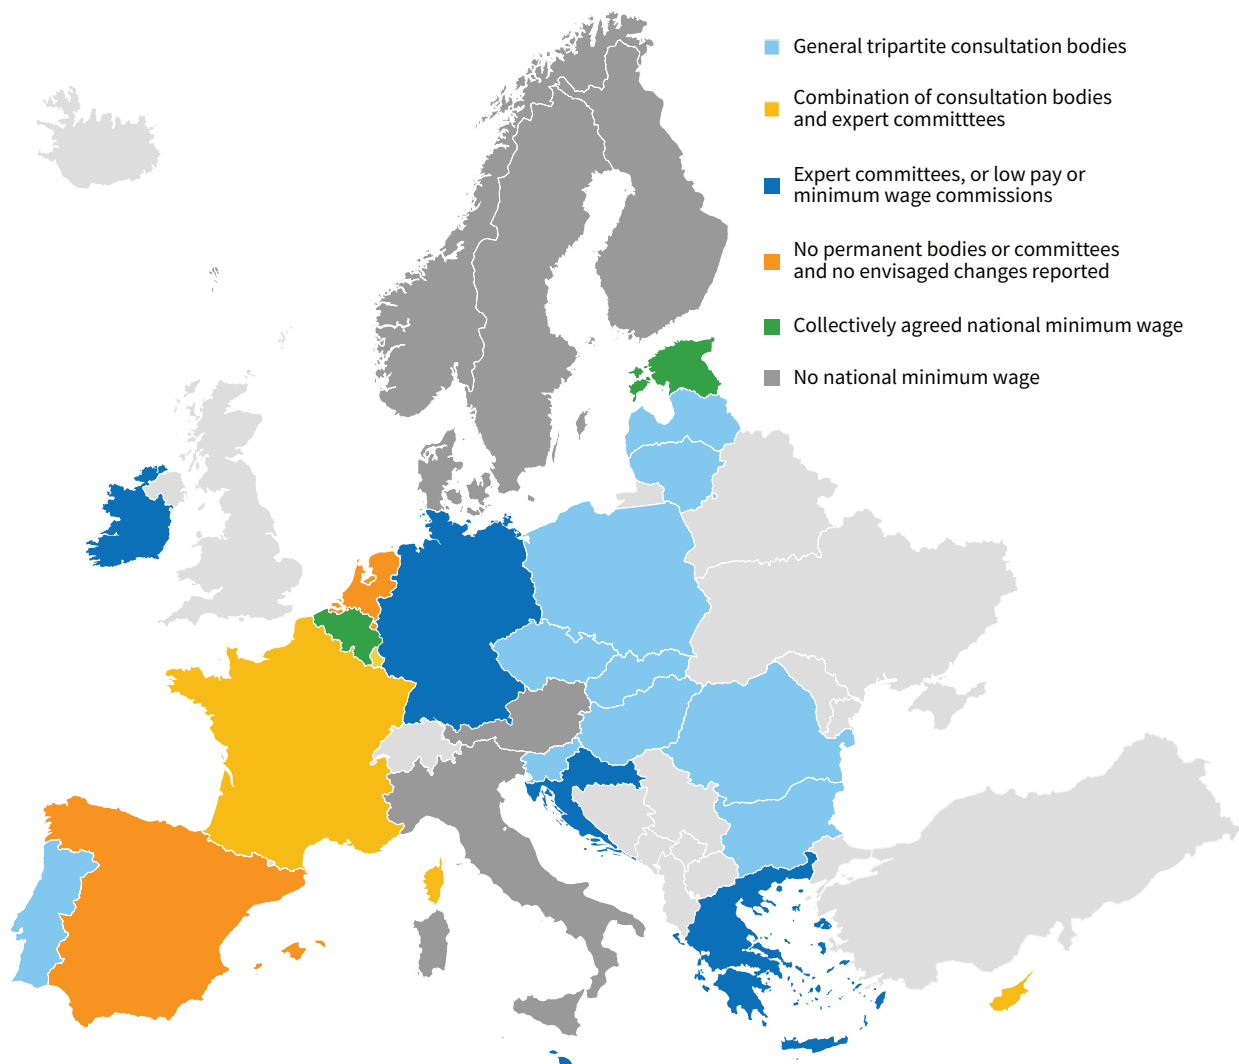 General tripartite consultation bodies
Combination of consultation bodies
and expert committtees
Expert committees, or low pay or
minimum wage commissions
No permanent bodies or committees
and no envisaged changes reported
Collectively agreed national minimum wage
No national minimum wage